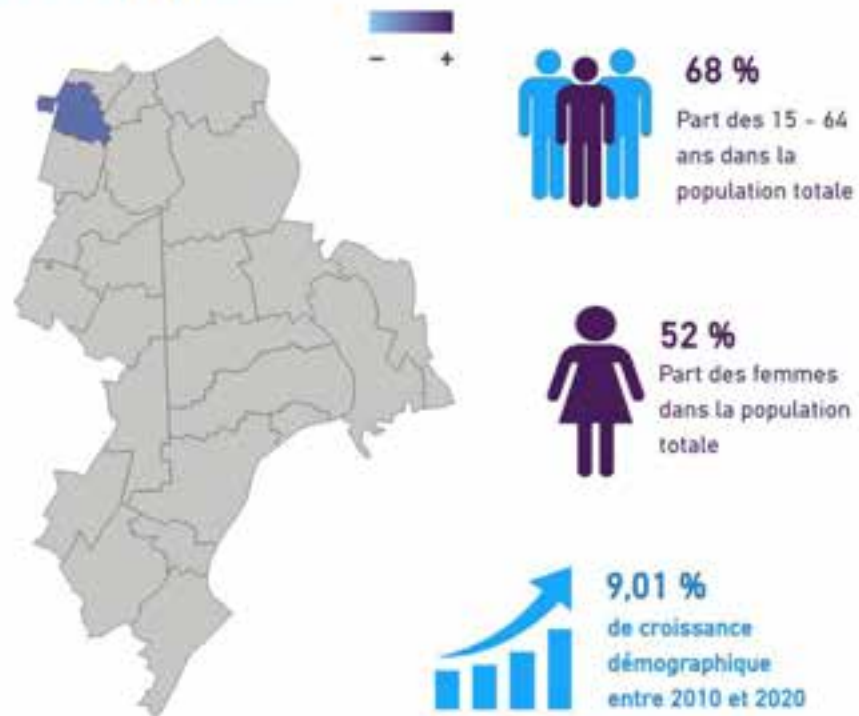 – +
68 %
Part des 15 - 64
ans dans la
population totale
52 %
Part des femmes
dans la population
totale
9,01 %
de croissance
démographique
entre 2010 et 2020